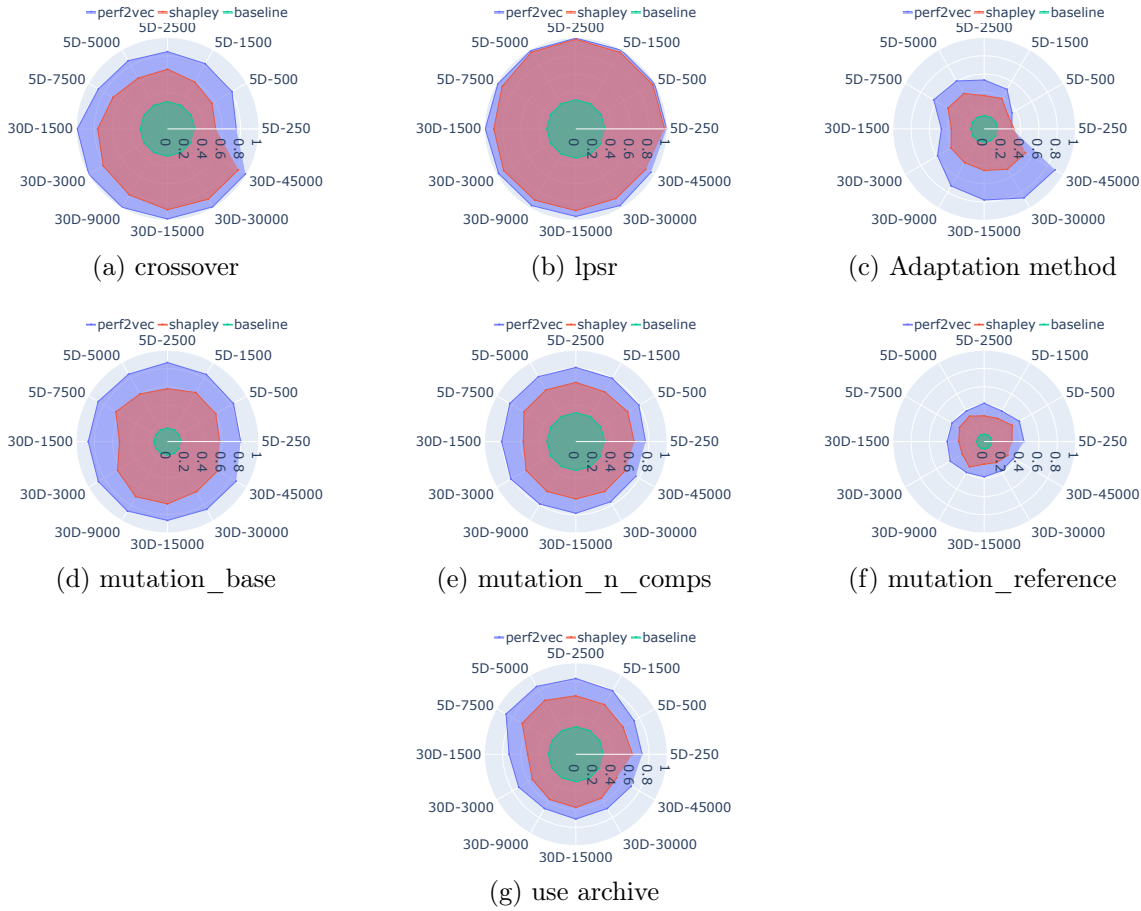 perf2vec shapley baseline
5D-2500
5D-5000 5D-1500
5D-7500 5D-500
30D-1500 0 0.2 0.4 0.6 0.8 1 5D-250
30D-3000 30D-45000
30D-9000 30D-30000
30D-15000
(a) crossover
perf2vec shapley baseline
5D-2500
5D-5000 5D-1500
5D-7500 5D-500
30D-1500 0 0.2 0.4 0.6 0.8 1 5D-250
30D-3000 30D-45000
30D-9000 30D-30000
30D-15000
(b) lpsr
perf2vec shapley baseline
5D-2500
5D-5000 5D-1500
5D-7500 5D-500
30D-1500 0 0.2 0.4 0.6 0.8 1 5D-250
30D-3000 30D-45000
30D-9000 30D-30000
30D-15000
(c) Adaptation method
perf2vec shapley baseline
5D-2500
5D-5000 5D-1500
5D-7500 5D-500
30D-1500 0 0.2 0.4 0.6 0.8 1 5D-250
30D-3000 30D-45000
30D-9000 30D-30000
30D-15000
(d) mutation_base
perf2vec shapley baseline
5D-2500
5D-5000 5D-1500
5D-7500 5D-500
30D-1500 0 0.2 0.4 0.6 0.8 1 5D-250
30D-3000 30D-45000
30D-9000 30D-30000
30D-15000
(e) mutation_n_comps
perf2vec shapley baseline
5D-2500
5D-5000 5D-1500
5D-7500 5D-500
30D-1500 0 0.2 0.4 0.6 0.8 1 5D-250
30D-3000 30D-45000
30D-9000 30D-30000
30D-15000
(f) mutation_reference
perf2vec shapley baseline
5D-2500
5D-5000 5D-1500
5D-7500 5D-500
30D-1500 0 0.2 0.4 0.6 0.8 1 5D-250
30D-3000 30D-45000
30D-9000 30D-30000
30D-15000
(g) use archive